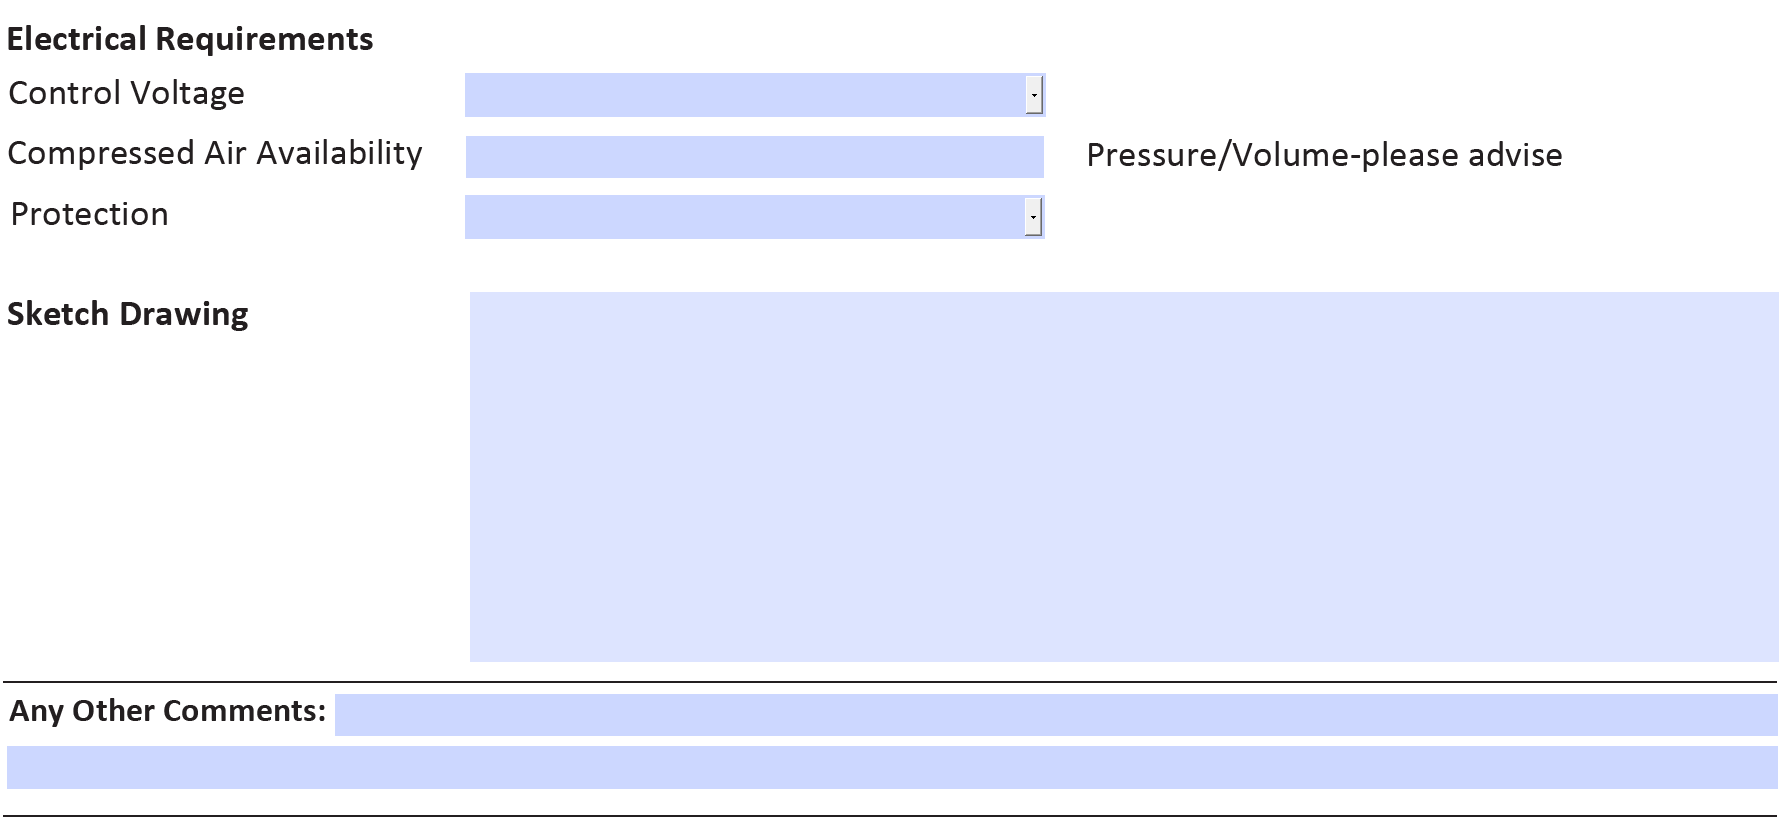 Electrical Requirements
Control Voltage
Compressed Air Availability Pressure/Volume-please advise
Protection
Sketch Drawing
Any Other Comments: